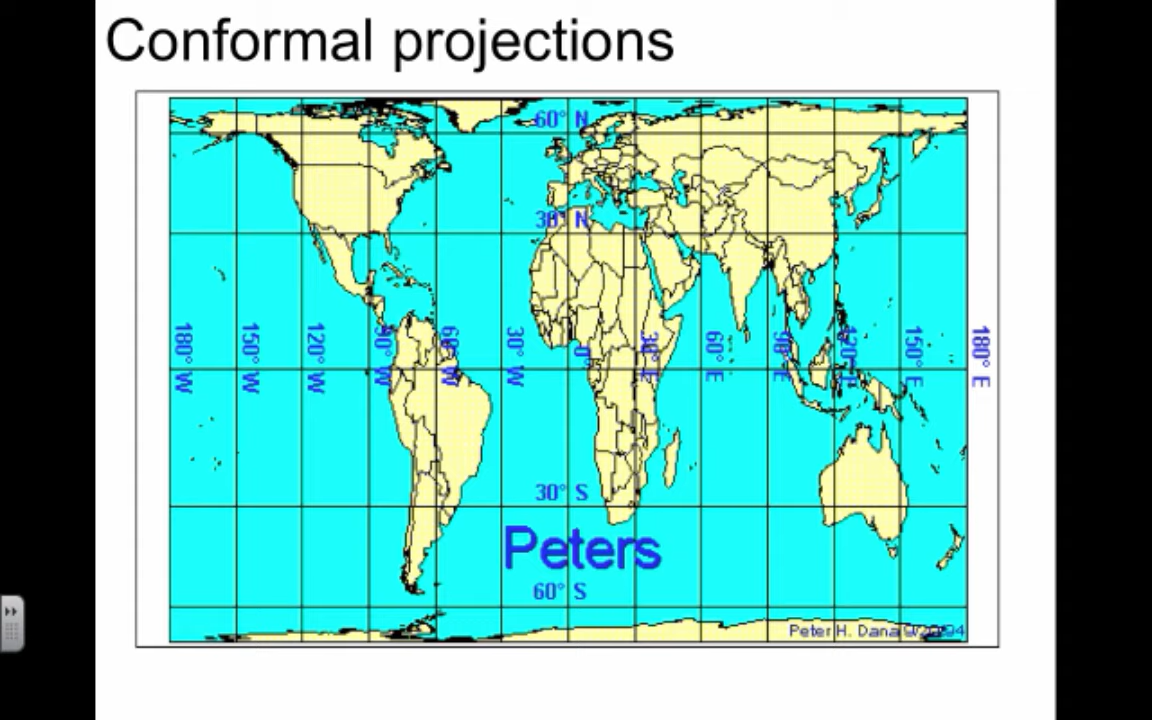 Conformal projections
60° N
30° N
180° W
150° W
120° W
90° W
60° W
30° W
0°
30° E
60° E
90° E
120° E
150° E
180° E
30° S
Peters
60° S
Peter H. Dana